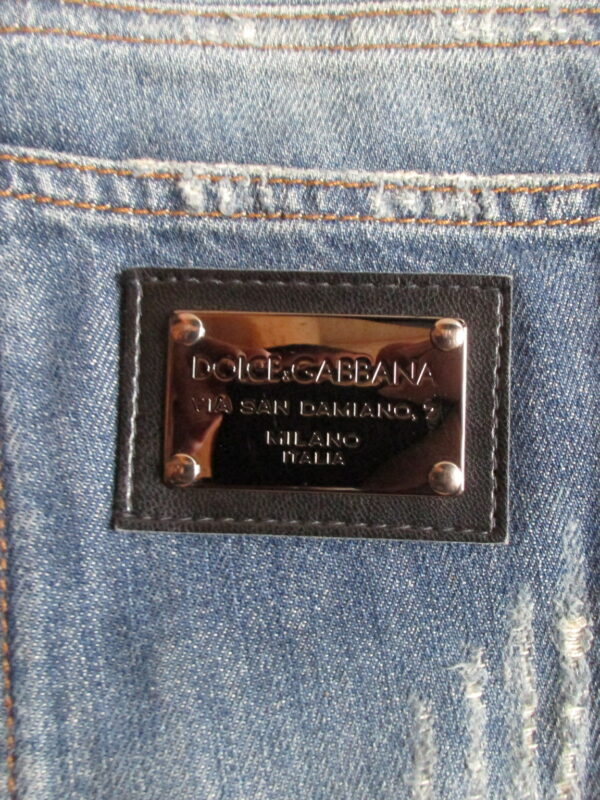 DOLCE&GABBANA
VIA SAN DAMIANO, 7
MILANO
ITALIA